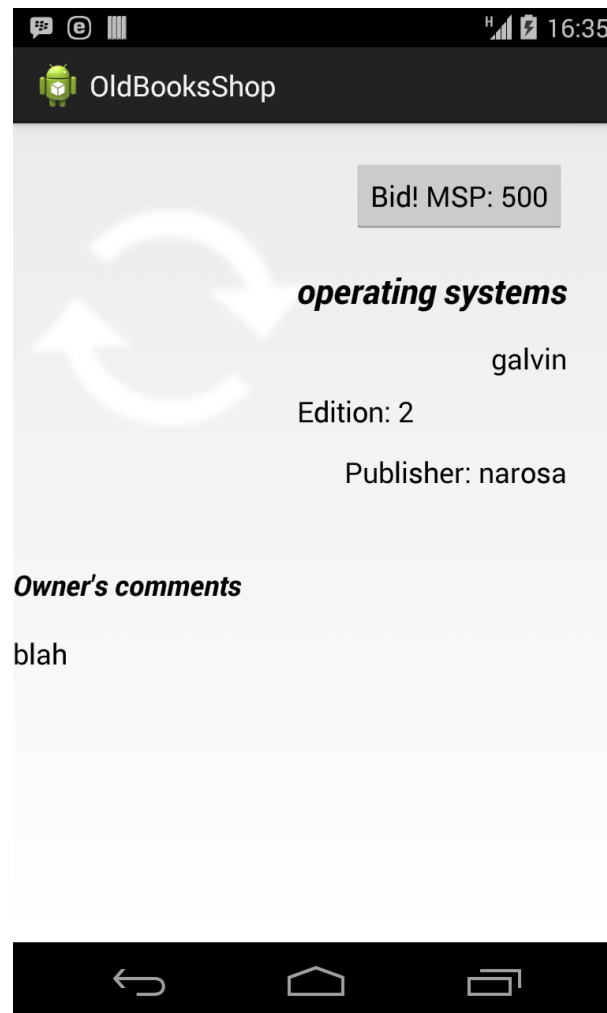 H 16:35
OldBooksShop
Bid! MSP: 500
operating systems
galvin
Edition: 2
Publisher: narosa
Owner's comments
blah